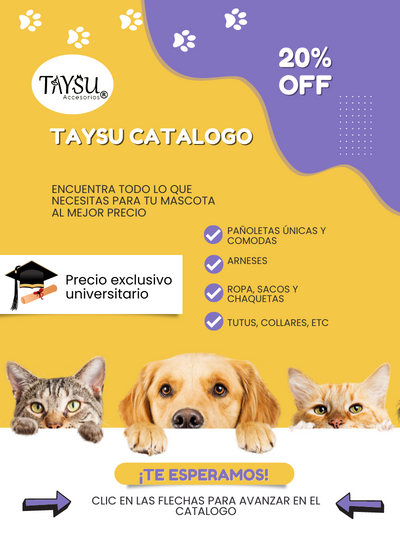 20%
OFF
TAYSU
Accesorios®
TAYSU CATALOGO
ENCUENTRA TODO LO QUE
NECESITAS PARA TU MASCOTA
AL MEJOR PRECIO
PAÑOLETAS ÚNICAS Y
COMODAS
ARNESES
ROPA, SACOS Y
CHAQUETAS
TUTUS, COLLARES, ETC
Precio exclusivo
universitario
¡TE ESPERAMOS!
CLIC EN LAS FLECHAS PARA AVANZAR EN EL
CATALOGO